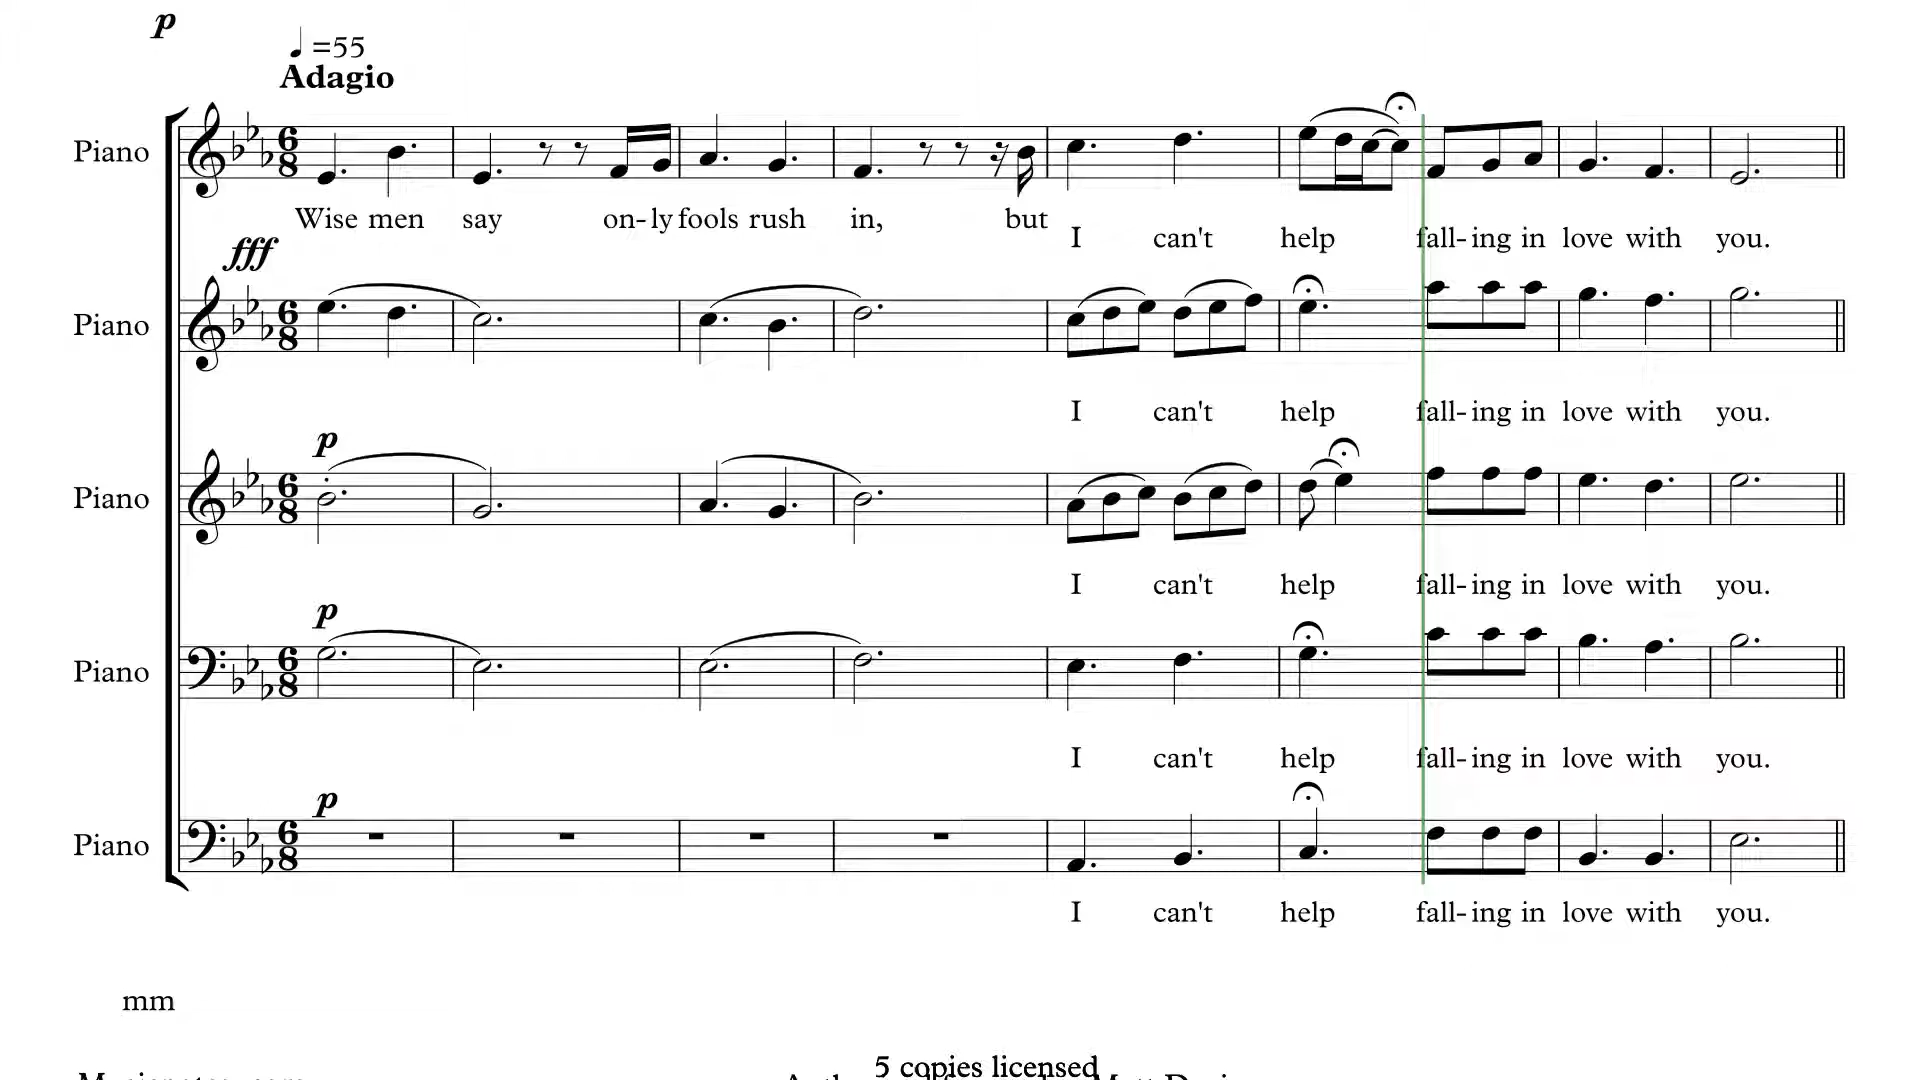 p
=55
Adagio
Piano
Wise men say on- ly fools rush in, but
I can't help fall- ing in love with you.
fff
Piano
I can't help fall- ing in love with you.
p
Piano
I can't help fall- ing in love with you.
p
Piano
I can't help fall- ing in love with you.
p
Piano
I can't help fall- ing in love with you.
mm
5 copies licensed